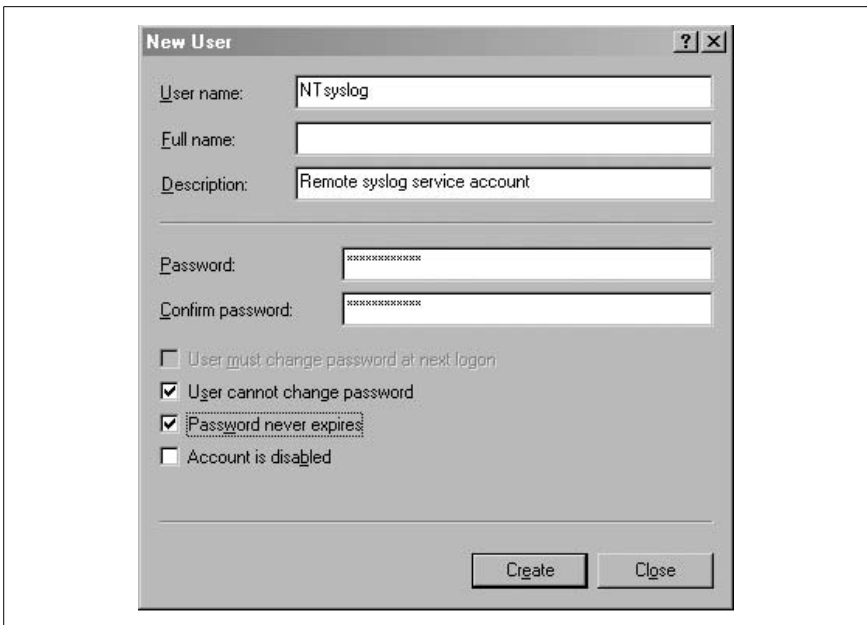 New User
User name: NTsyslog
Full name:
Description: Remote syslog service account
Password: ************
Confirm password: ************
User must change password at next logon
User cannot change password
Password never expires
Account is disabled
Create Close